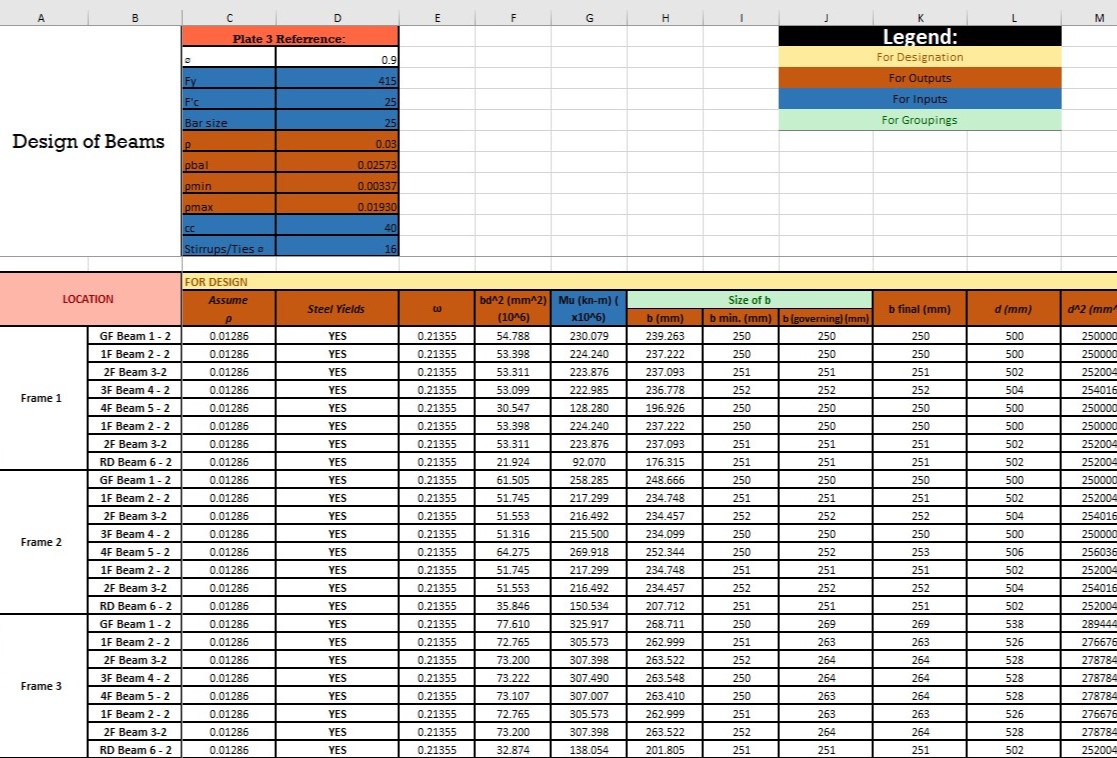 A B C D E F G H I J K L M
Plate 3 Referrence:
Legend:
ø 0.9
For Designation
Fy 415
For Outputs
F'c 25
For Inputs
Bar size 25
For Groupings
Design of Beams
ρ 0.03
ρbal 0.02573
ρmin 0.00337
ρmax 0.01930
cc 40
Stirrups/Ties ø 16
LOCATION
FOR DESIGN
Assume ρ Steel Yields ω bd^2 (mm^2) (10^6) Mu (kn-m) ( x10^6) Size of b b final (mm) d (mm) d^2 (mm^
b (mm) b min. (mm) b (governing) (mm)
Frame 1
GF Beam 1 - 2 0.01286 YES 0.21355 54.788 230.079 239.263 250 250 250 500 250000
1F Beam 2 - 2 0.01286 YES 0.21355 53.398 224.240 237.222 250 250 250 500 250000
2F Beam 3-2 0.01286 YES 0.21355 53.311 223.876 237.093 251 251 251 502 252004
3F Beam 4 - 2 0.01286 YES 0.21355 53.099 222.985 236.778 252 252 252 504 254016
4F Beam 5 - 2 0.01286 YES 0.21355 30.547 128.280 196.926 250 250 250 500 250000
1F Beam 2 - 2 0.01286 YES 0.21355 53.398 224.240 237.222 250 250 250 500 250000
2F Beam 3-2 0.01286 YES 0.21355 53.311 223.876 237.093 251 251 251 502 252004
RD Beam 6 - 2 0.01286 YES 0.21355 21.924 92.070 176.315 251 251 251 502 252004
Frame 2
GF Beam 1 - 2 0.01286 YES 0.21355 61.505 258.285 248.666 250 250 250 500 250000
1F Beam 2 - 2 0.01286 YES 0.21355 51.745 217.299 234.748 251 251 251 502 252004
2F Beam 3-2 0.01286 YES 0.21355 51.553 216.492 234.457 252 252 252 504 254016
3F Beam 4 - 2 0.01286 YES 0.21355 51.316 215.500 234.099 250 250 250 500 250000
4F Beam 5 - 2 0.01286 YES 0.21355 64.275 269.918 252.344 250 252 253 506 256036
1F Beam 2 - 2 0.01286 YES 0.21355 51.745 217.299 234.748 251 251 251 502 252004
2F Beam 3-2 0.01286 YES 0.21355 51.553 216.492 234.457 252 252 252 504 254016
RD Beam 6 - 2 0.01286 YES 0.21355 35.846 150.534 207.712 251 251 251 502 252004
Frame 3
GF Beam 1 - 2 0.01286 YES 0.21355 77.610 325.917 268.711 250 269 269 538 289444
1F Beam 2 - 2 0.01286 YES 0.21355 72.765 305.573 262.999 251 263 263 526 276676
2F Beam 3-2 0.01286 YES 0.21355 73.200 307.398 263.522 252 264 264 528 278784
3F Beam 4 - 2 0.01286 YES 0.21355 73.222 307.490 263.548 250 264 264 528 278784
4F Beam 5 - 2 0.01286 YES 0.21355 73.107 307.007 263.410 250 263 264 528 278784
1F Beam 2 - 2 0.01286 YES 0.21355 72.765 305.573 262.999 251 263 263 526 276676
2F Beam 3-2 0.01286 YES 0.21355 73.200 307.398 263.522 252 264 264 528 278784
RD Beam 6 - 2 0.01286 YES 0.21355 32.874 138.054 201.805 251 251 251 502 252004